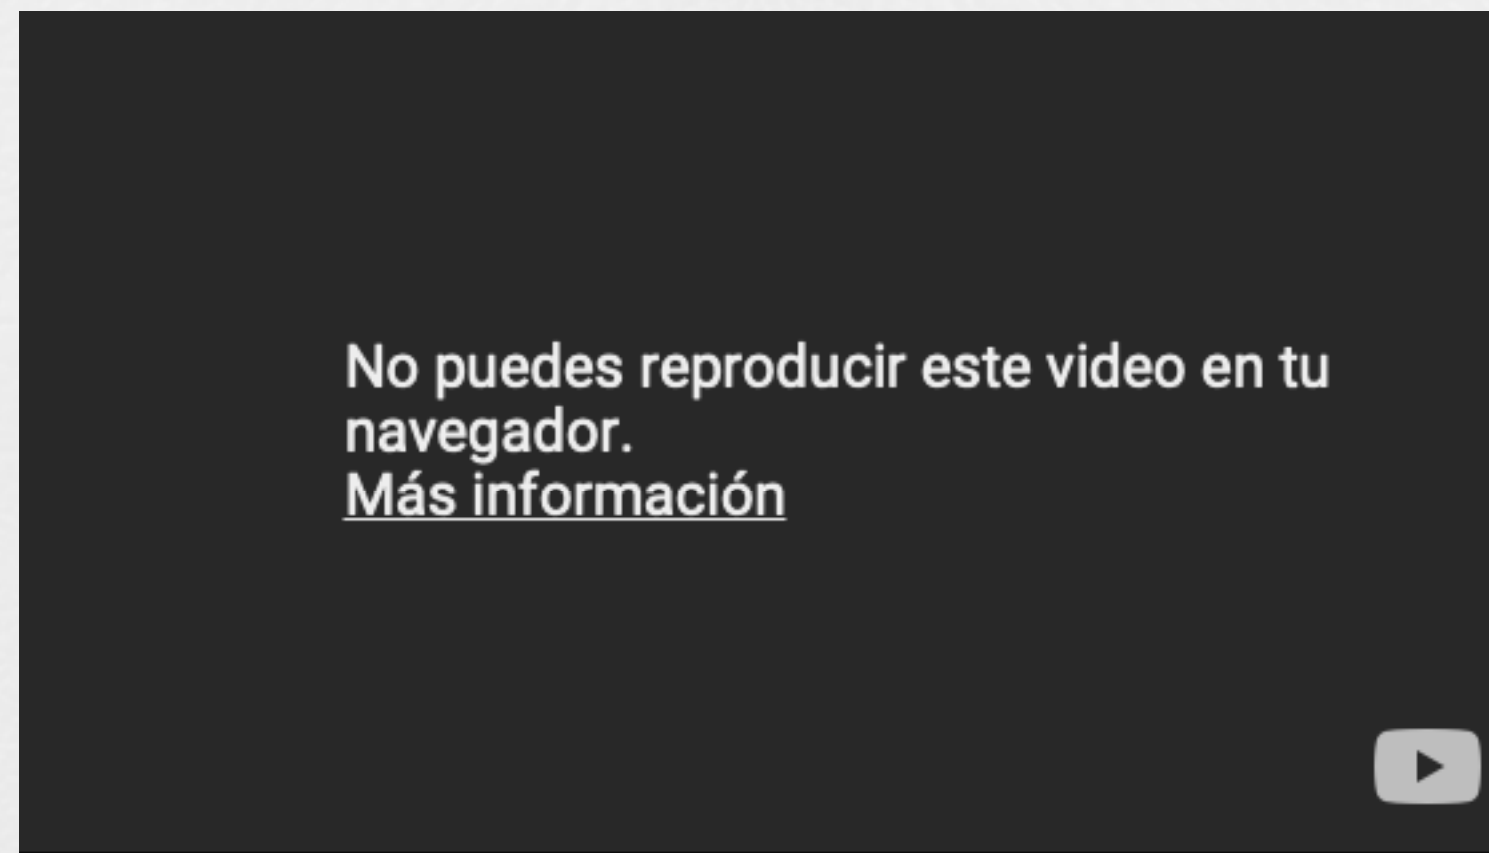 No puedes reproducir este video en tu
navegador.
Más información